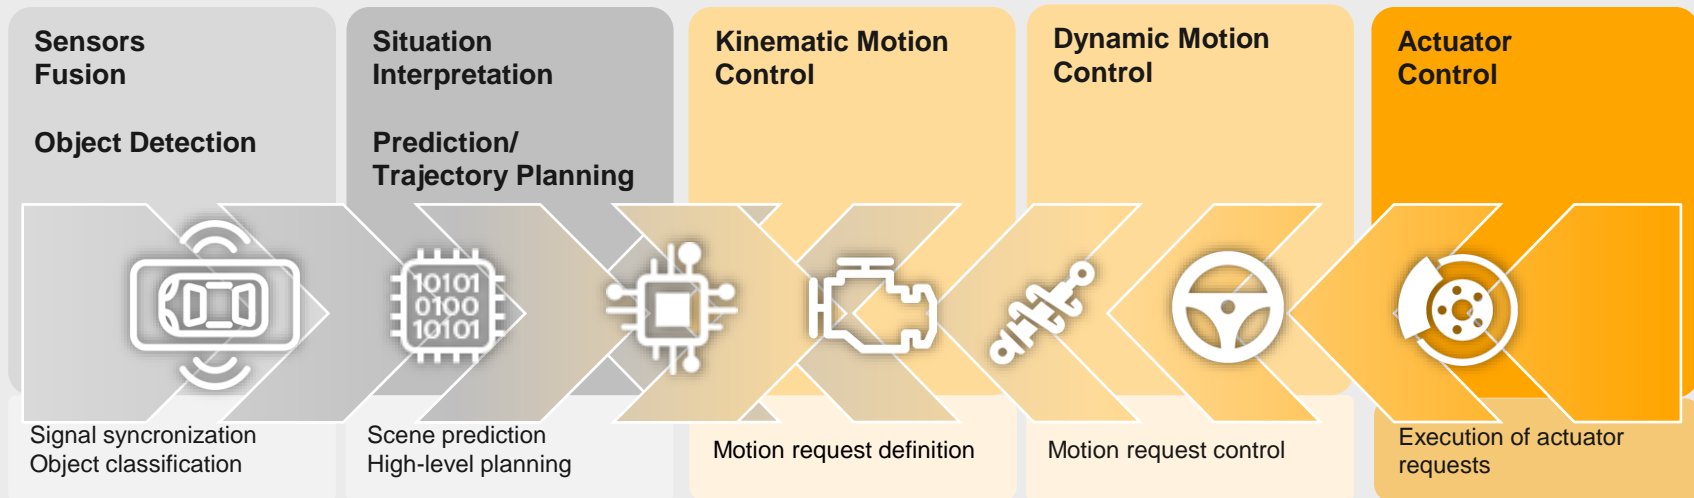 Sensors
Fusion
Object Detection
Situation
Interpretation
Prediction/
Trajectory Planning
Kinematic Motion
Control
Dynamic Motion
Control
Actuator
Control
10101
0100
10101
Signal syncronization
Object classification
Scene prediction
High-level planning
Motion request definition
Motion request control
Execution of actuator
requests